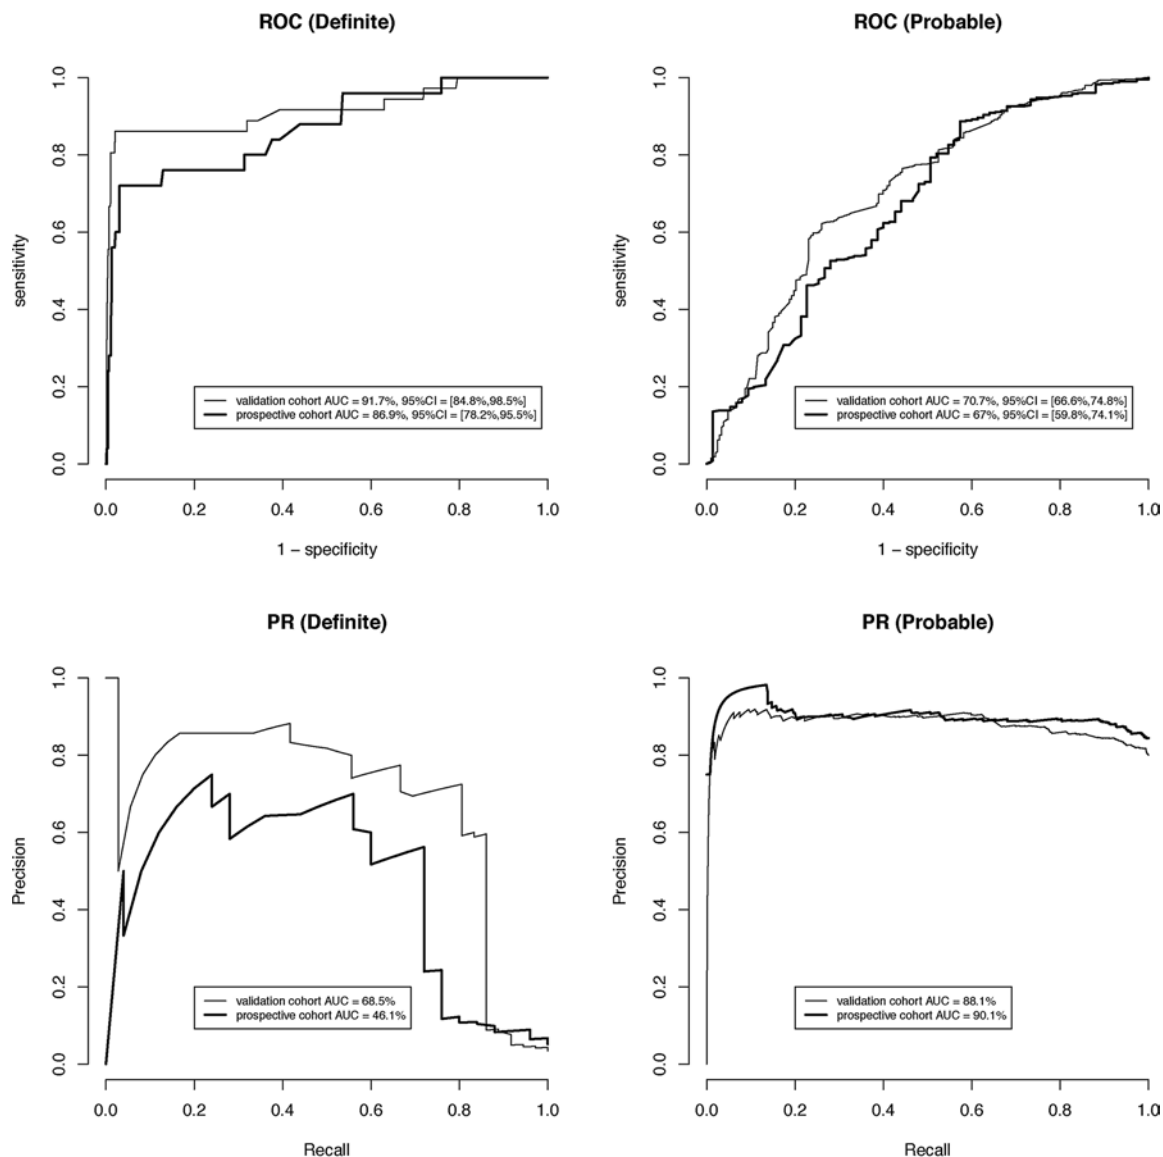 ROC (Definite)
sensitivity
1.0
0.8
0.6
0.4
0.2
0.0
validation cohort AUC = 91.7%, 95%CI = [84.8%,98.5%]
prospective cohort AUC = 86.9%, 95%CI = [78.2%,95.5%]
0.0 0.2 0.4 0.6 0.8 1.0
1 − specificity
ROC (Probable)
sensitivity
1.0
0.8
0.6
0.4
0.2
0.0
validation cohort AUC = 70.7%, 95%CI = [66.6%,74.8%]
prospective cohort AUC = 67%, 95%CI = [59.8%,74.1%]
0.0 0.2 0.4 0.6 0.8 1.0
1 − specificity
PR (Definite)
Precision
1.0
0.8
0.6
0.4
0.2
0.0
validation cohort AUC = 68.5%
prospective cohort AUC = 46.1%
0.0 0.2 0.4 0.6 0.8 1.0
Recall
PR (Probable)
Precision
1.0
0.8
0.6
0.4
0.2
0.0
validation cohort AUC = 88.1%
prospective cohort AUC = 90.1%
0.0 0.2 0.4 0.6 0.8 1.0
Recall